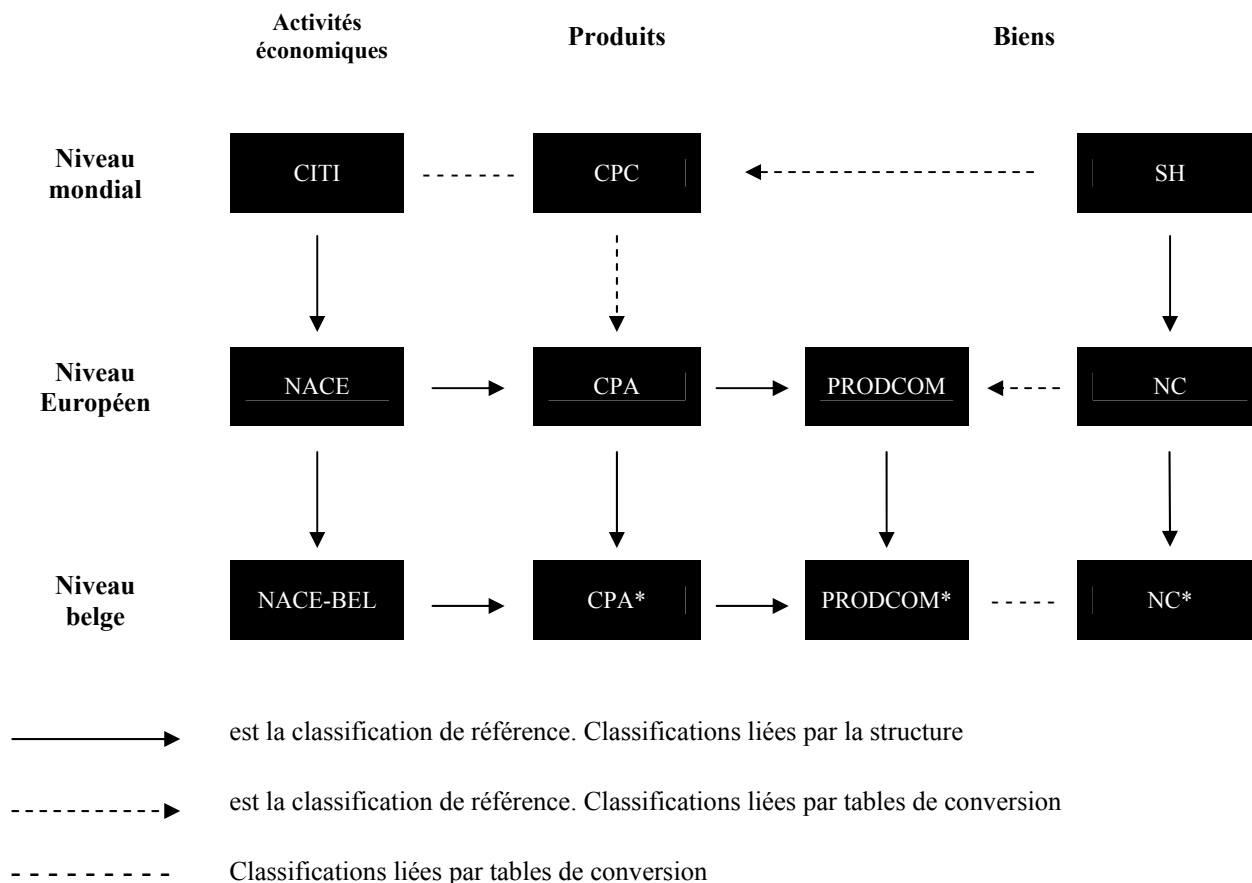 Activités
économiques
Produits
Biens
Niveau
mondial
CITI
CPC
SH
Niveau
Européen
NACE
CPA
PRODCOM
NC
Niveau
belge
NACE-BEL
CPA*
PRODCOM*
NC*
est la classification de référence. Classifications liées par la structure
est la classification de référence. Classifications liées par tables de conversion
Classifications liées par tables de conversion